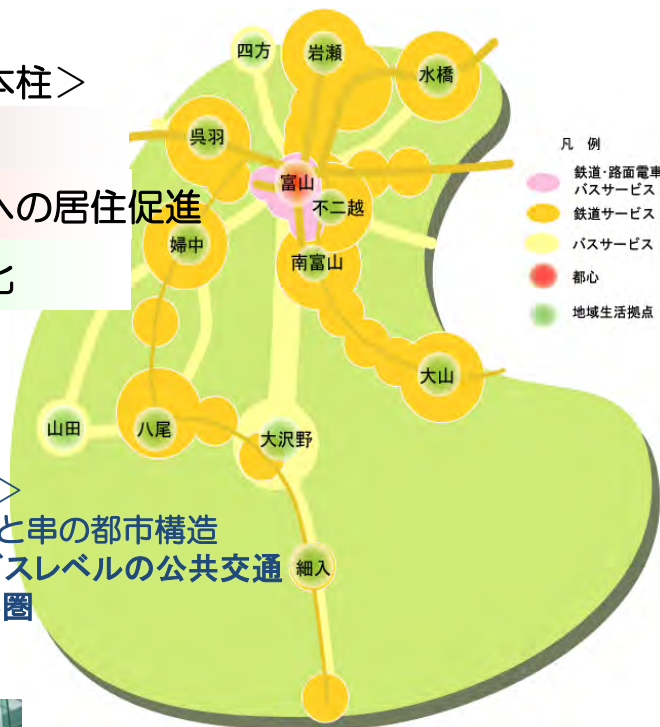 本柱＞
への居住促進
化
＞
と串の都市構造
ビスレベルの公共交通
圏
四方
岩瀬
水橋
呉羽
富山
不二越
婦中
南富山
大山
山田
八尾
大沢野
細入
凡 例
鉄道・路面電車
バスサービス
鉄道サービス
バスサービス
都心
地域生活拠点